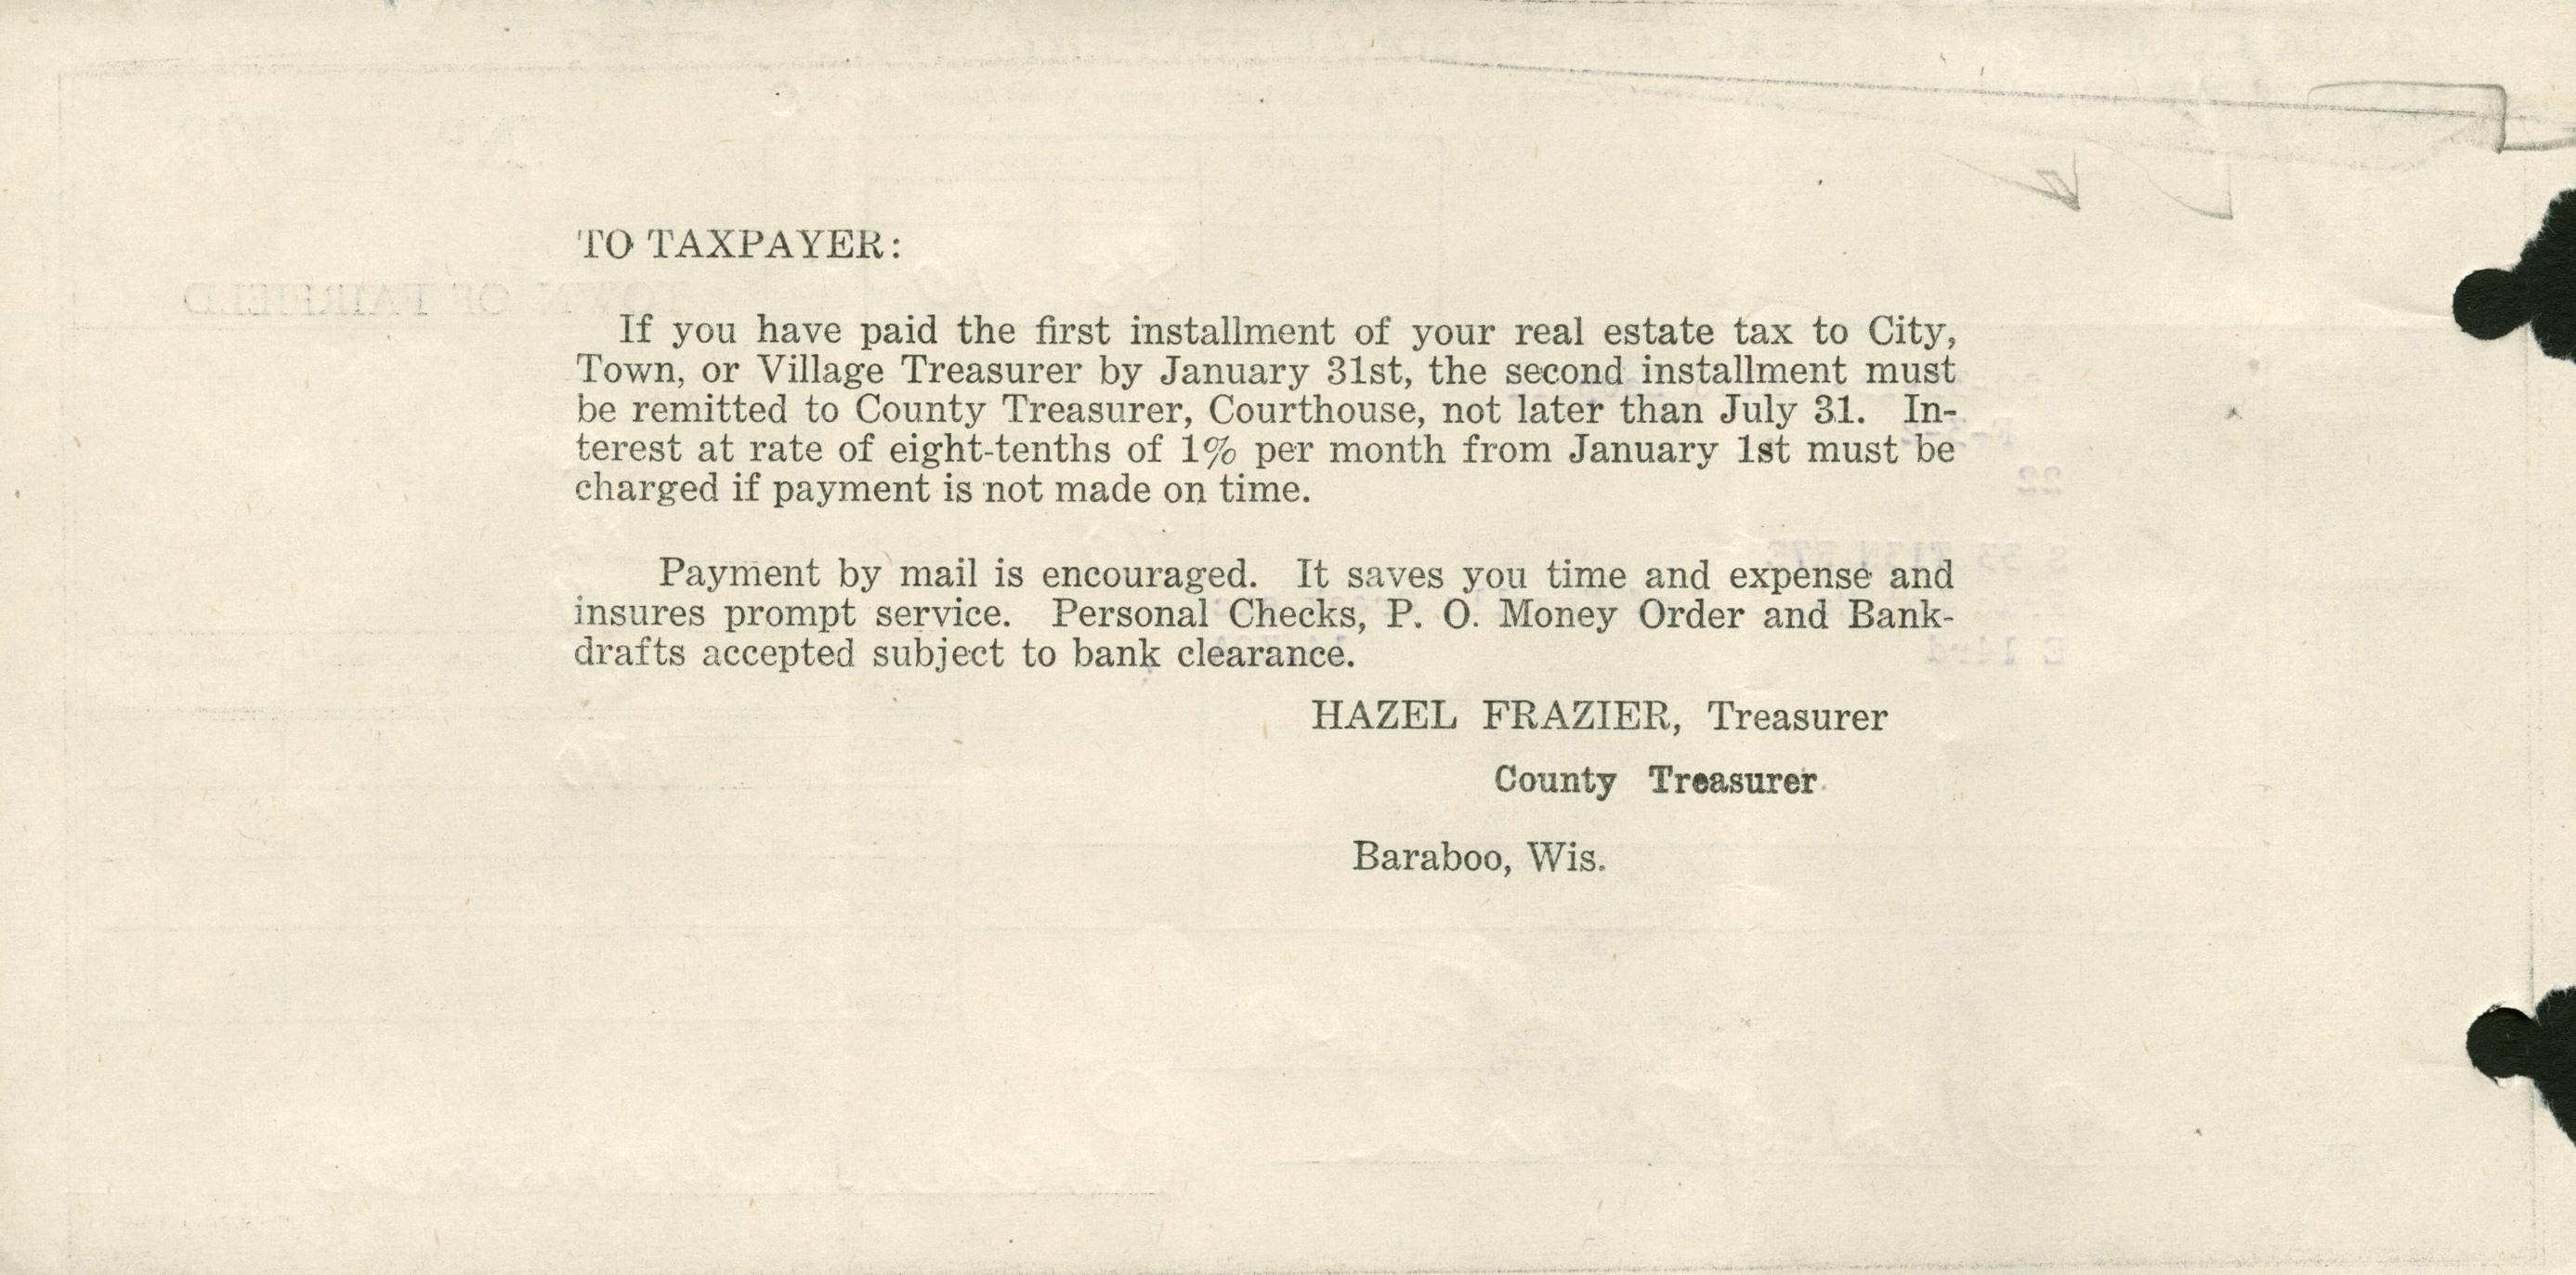 TO TAXPAYER:
If you have paid the first installment of your real estate tax to City,
Town, or Village Treasurer by January 31st, the second installment must
be remitted to County Treasurer, Courthouse, not later than July 31. In-
terest at rate of eight-tenths of 1% per month from January 1st must be
charged if payment is not made on time.
Payment by mail is encouraged. It saves you time and expense and
insures prompt service. Personal Checks, P. O. Money Order and Bank-
drafts accepted subject to bank clearance.
HAZEL FRAZIER, Treasurer
County Treasurer
Baraboo, Wis.
TOWN OF FAIRFIELD